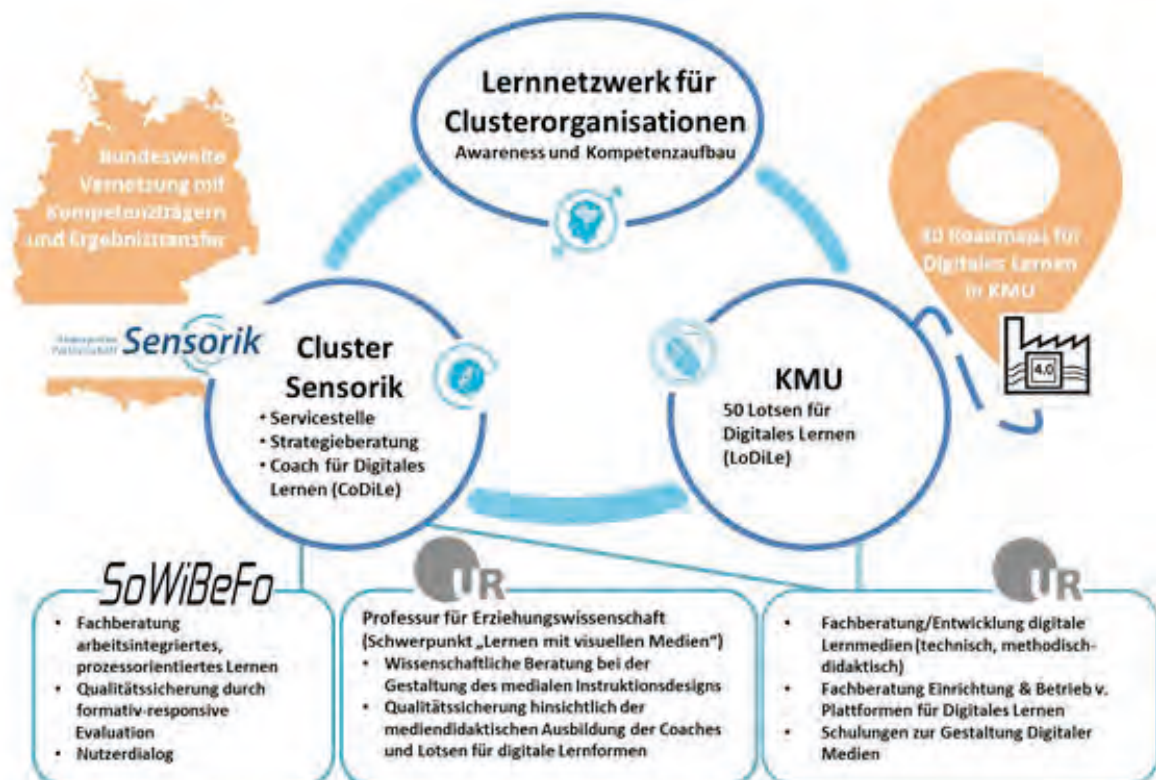 Lernnetzwerk für
Clusterorganisationen
Awareness und Kompetenzaufbau
Bundesweite
Vernetzung mit
Kompetenzträgern
und Ergebnistransfer
Roadmaps für
Digitales Lernen
in KMU
4.0
Sensorik
Cluster
Sensorik
• Servicestelle
• Strategieberatung
• Coach für Digitales
Lernen (CoDiLe)
KMU
50 Lotsen für
Digitales Lernen
(LoDiLe)
SoWiBeFo
• Fachberatung
arbeitsintegriertes,
prozessorientiertes Lernen
• Qualitätssicherung durch
formativ-responsive
Evaluation
• Nutzerdialog
UR
Professur für Erziehungswissenschaft
(Schwerpunkt „Lernen mit visuellen Medien“)
• Wissenschaftliche Beratung bei der
Gestaltung des medialen Instruktionsdesigns
• Qualitätssicherung hinsichtlich der
mediendidaktischen Ausbildung der Coaches
und Lotsen für digitale Lernformen
UR
• Fachberatung/Entwicklung digitale
Lernmedien (technisch, methodisch-
didaktisch)
• Fachberatung Einrichtung & Betrieb v.
Plattformen für Digitales Lernen
• Schulungen zur Gestaltung Digitaler
Medien